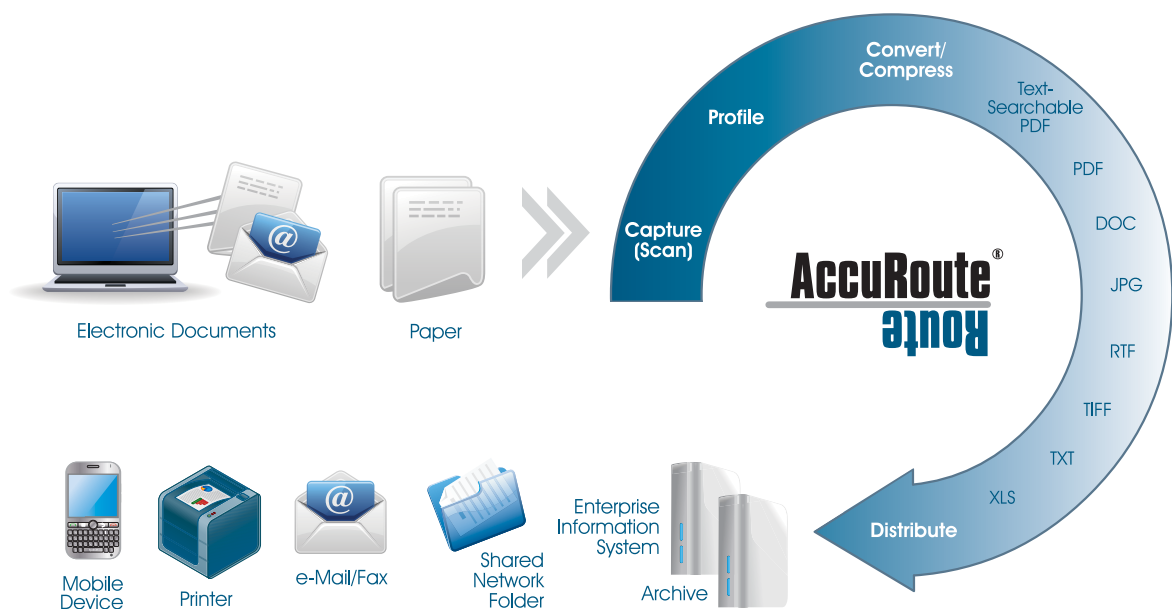 Convert/
Compress
Text-
Searchable
PDF
Profile
PDF
DOC
Capture
(Scan)
JPG
AccuRoute®
Route
RTF
TIFF
TXT
XLS
Distribute
Electronic Documents
Paper
@
Mobile
Device
Printer
@
e-Mail/Fax
Shared
Network
Folder
Enterprise
Information
System
Archive